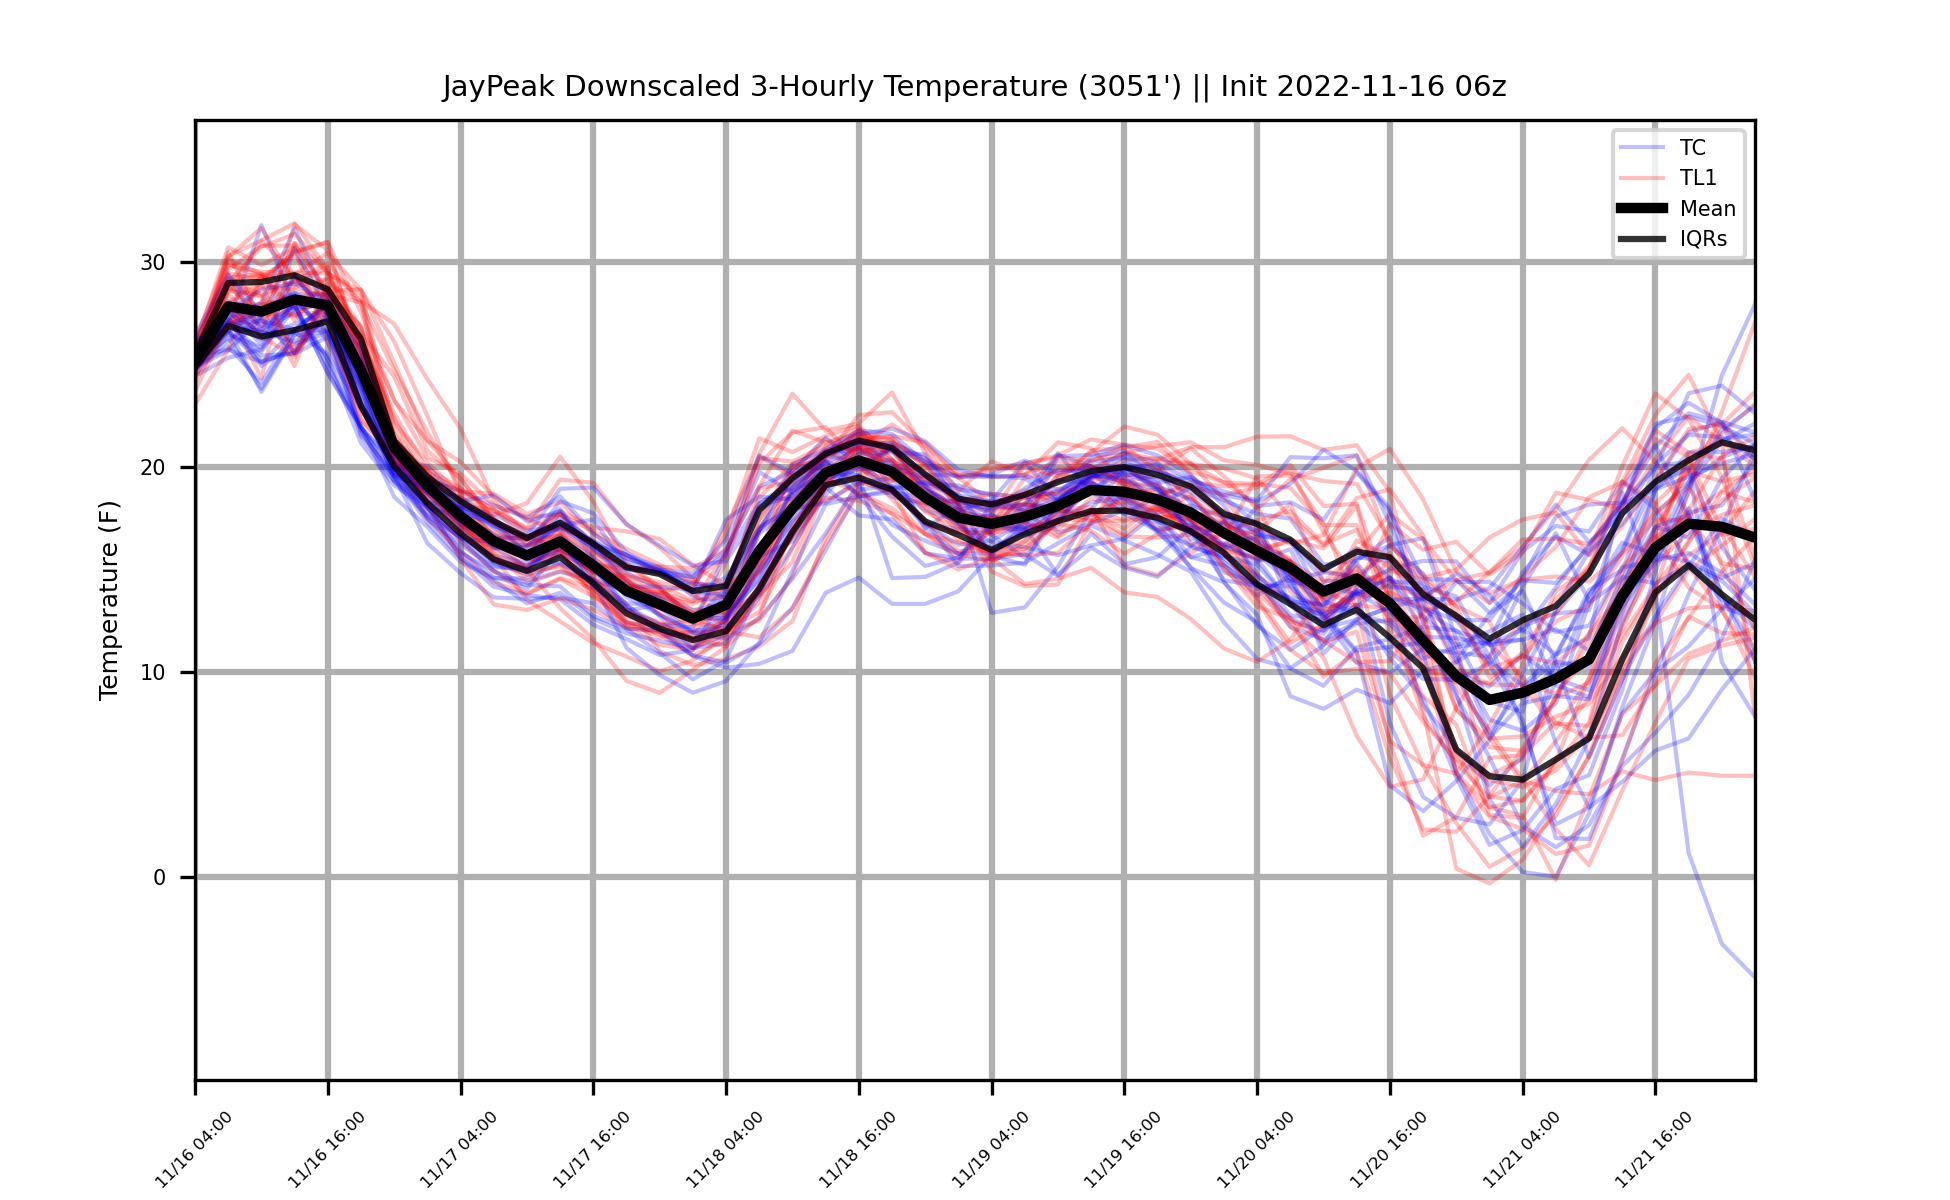 JayPeak Downscaled 3-Hourly Temperature (3051') || Init 2022-11-16 06z
TC
TL1
Mean
IQRs
Temperature (F)
30
20
10
0
11/16 04:00
11/16 16:00
11/17 04:00
11/17 16:00
11/18 04:00
11/18 16:00
11/19 04:00
11/19 16:00
11/20 04:00
11/20 16:00
11/21 04:00
11/21 16:00